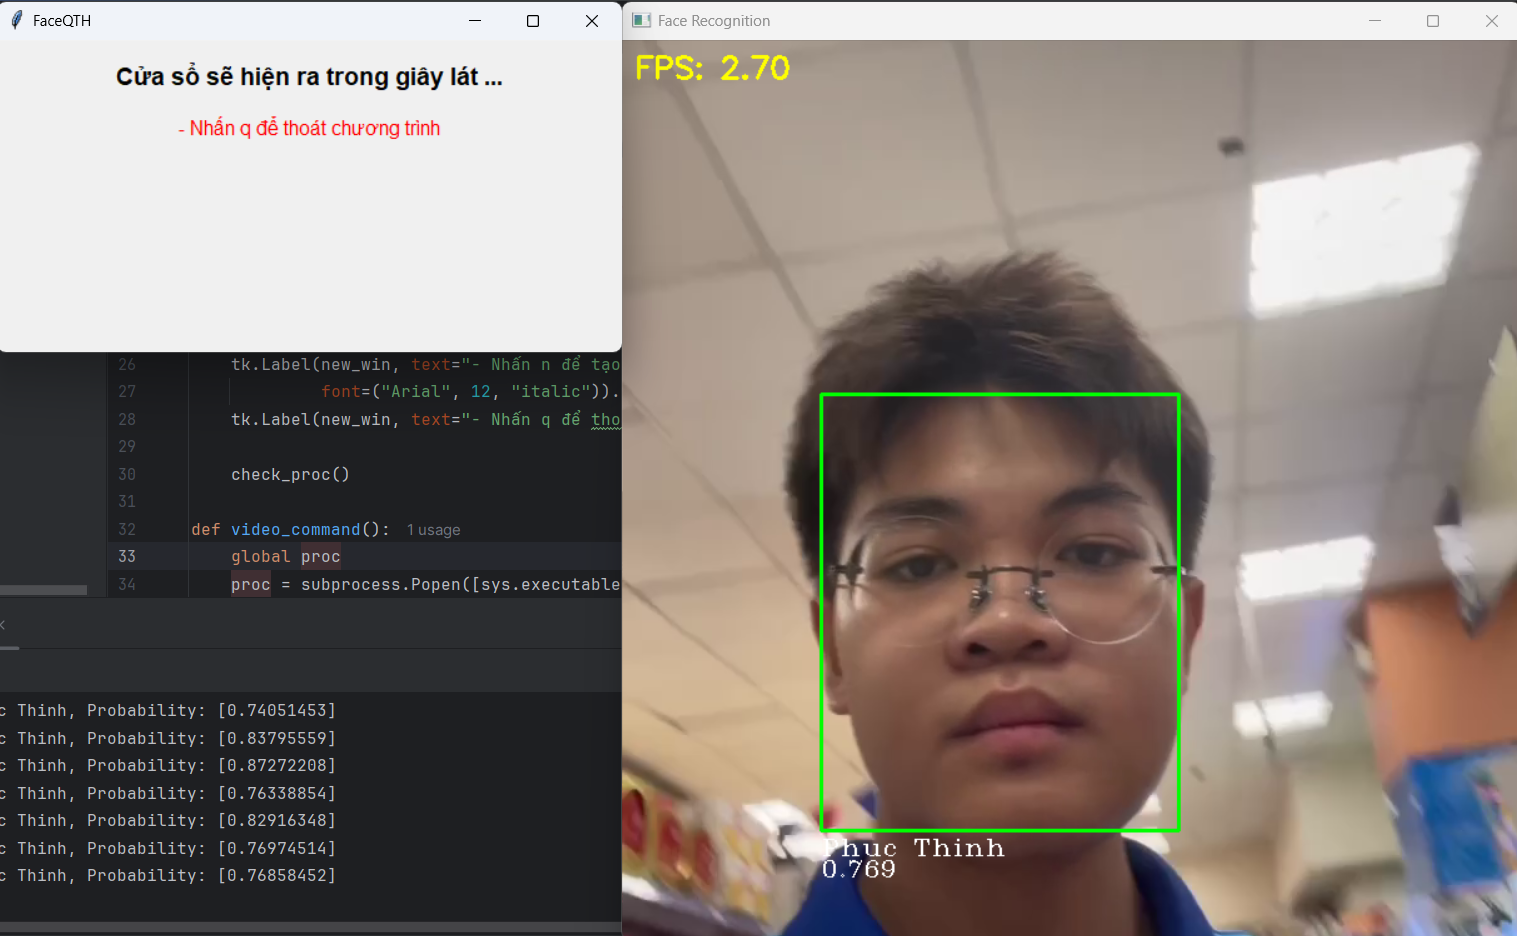 FaceQTH
Cửa sổ sẽ hiện ra trong giây lát ...
- Nhấn q để thoát chương trình
26 tk.Label(new_win, text="- Nhấn n để tạo
27 font=("Arial", 12, "italic")).
28 tk.Label(new_win, text="- Nhấn q để tho
29
30 check_proc()
31
32 def video_command(): 1 usage
33 global proc
34 proc = subprocess.Popen([sys.executable
c Thinh, Probability: [0.74051453]
c Thinh, Probability: [0.83795559]
c Thinh, Probability: [0.87272208]
c Thinh, Probability: [0.76338854]
c Thinh, Probability: [0.82916348]
c Thinh, Probability: [0.76974514]
c Thinh, Probability: [0.76858452]
Face Recognition
FPS: 2.70
Phuc Thinh
0.769